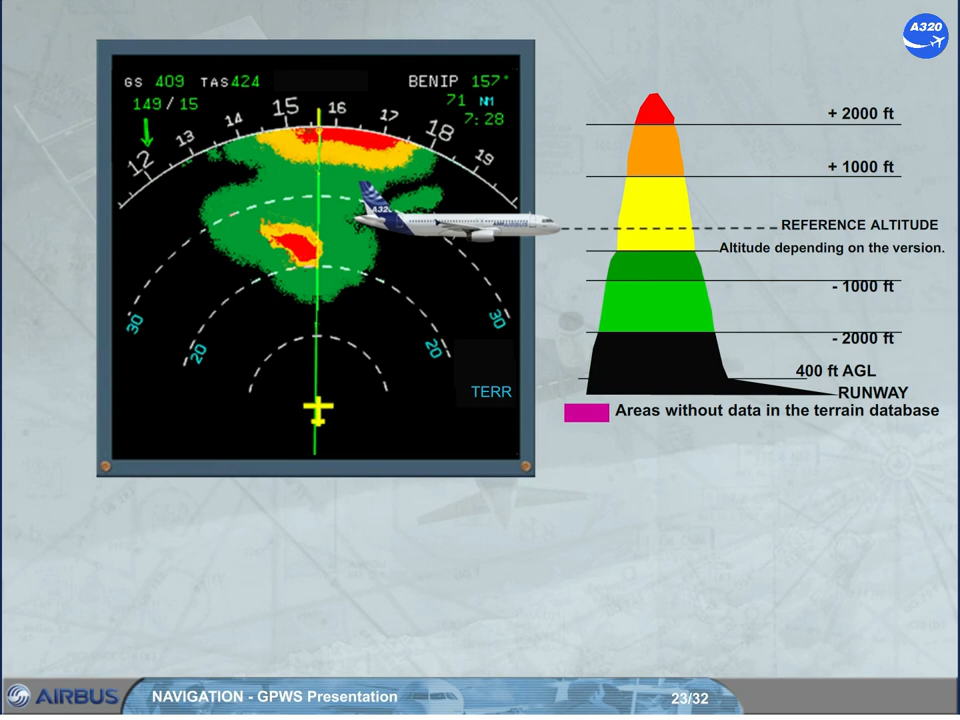 A320
GS 409 TAS424
BENIP 157°
149/15
71 NM
7:28
12 13 14 15 16 17 18 19
A320
+ 2000 ft
+ 1000 ft
REFERENCE ALTITUDE
Altitude depending on the version.
- 1000 ft
- 2000 ft
400 ft AGL
RUNWAY
Areas without data in the terrain database
30 30
20 20
TERR
AIRBUS
NAVIGATION - GPWS Presentation
23/32